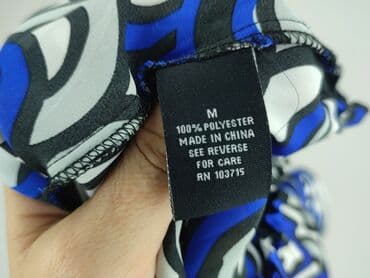 M
100% POLYESTER
MADE IN CHINA
SEE REVERSE
FOR CARE
RN 103715